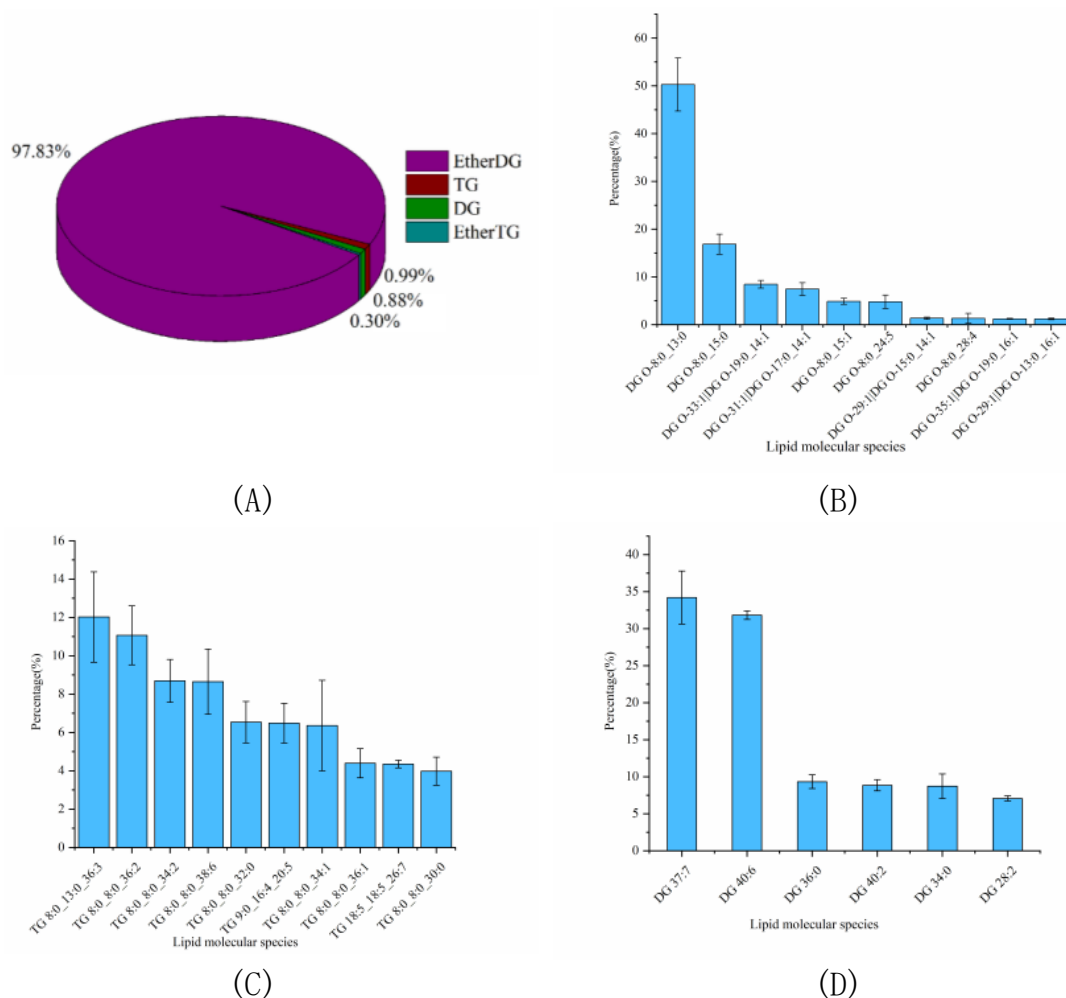 97.83%
EtherDG
TG
DG
EtherTG
0.99%
0.88%
0.30%
(A)
Percentage(%)
60
50
40
30
20
10
0
DG O-8:0_13:0
DG O-8:0_15:0
DG O-33:1|DG O-19:0_14:1
DG O-31:1|DG O-17:0_14:1
DG O-8:0_15:1
DG O-8:0_24:5
DG O-29:1|DG O-15:0_14:1
DG O-8:0_28:4
DG O-35:1|DG O-19:0_16:1
DG O-29:1|DG O-13:0_16:1
Lipid molecular species
(B)
Percentage(%)
16
14
12
10
8
6
4
2
0
TG 8:0_13:0_36:3
TG 8:0_8:0_36:2
TG 8:0_8:0_34:2
TG 8:0_8:0_38:6
TG 8:0_8:0_32:0
TG 9:0_16:4_20:5
TG 8:0_8:0_34:1
TG 8:0_8:0_36:1
TG 18:5_18:5_26:7
TG 8:0_8:0_30:0
Lipid molecular species
(C)
Percentage(%)
40
35
30
25
20
15
10
5
0
DG 37:7
DG 40:6
DG 36:0
DG 40:2
DG 34:0
DG 28:2
Lipid molecular species
(D)